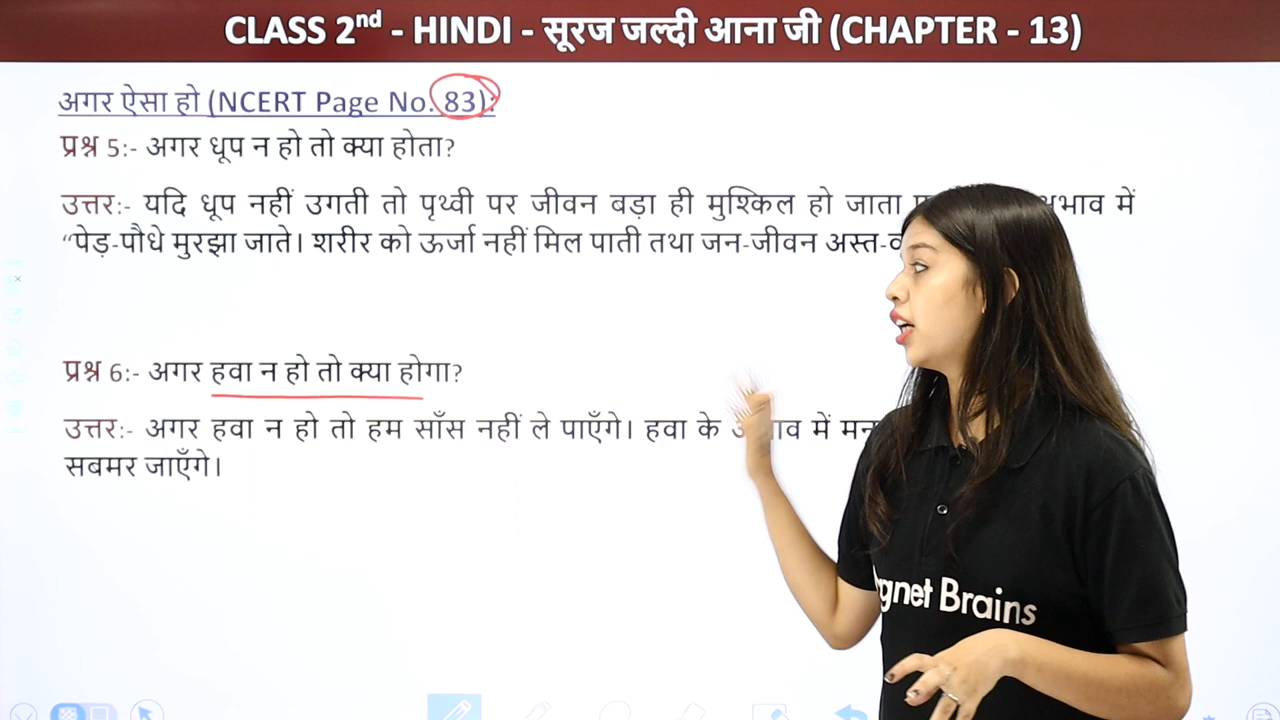 CLASS 2nd - HINDI - सूरज जल्दी आना जी (CHAPTER - 13)
अगर ऐसा हो (NCERT Page No. 83):
प्रश्न 5:- अगर धूप न हो तो क्या होता?
उत्तर:- यदि धूप नहीं उगती तो पृथ्वी पर जीवन बड़ा ही मुश्किल हो जाता में
“पेड़-पौधे मुरझा जाते। शरीर को ऊर्जा नहीं मिल पाती तथा जन-जीवन
प्रश्न 6:- अगर हवा न हो तो क्या होगा?
उत्तर:- अगर हवा न हो तो हम साँस नहीं ले पाएँगे। हवा के में
सबमर जाएँगे।
Brains